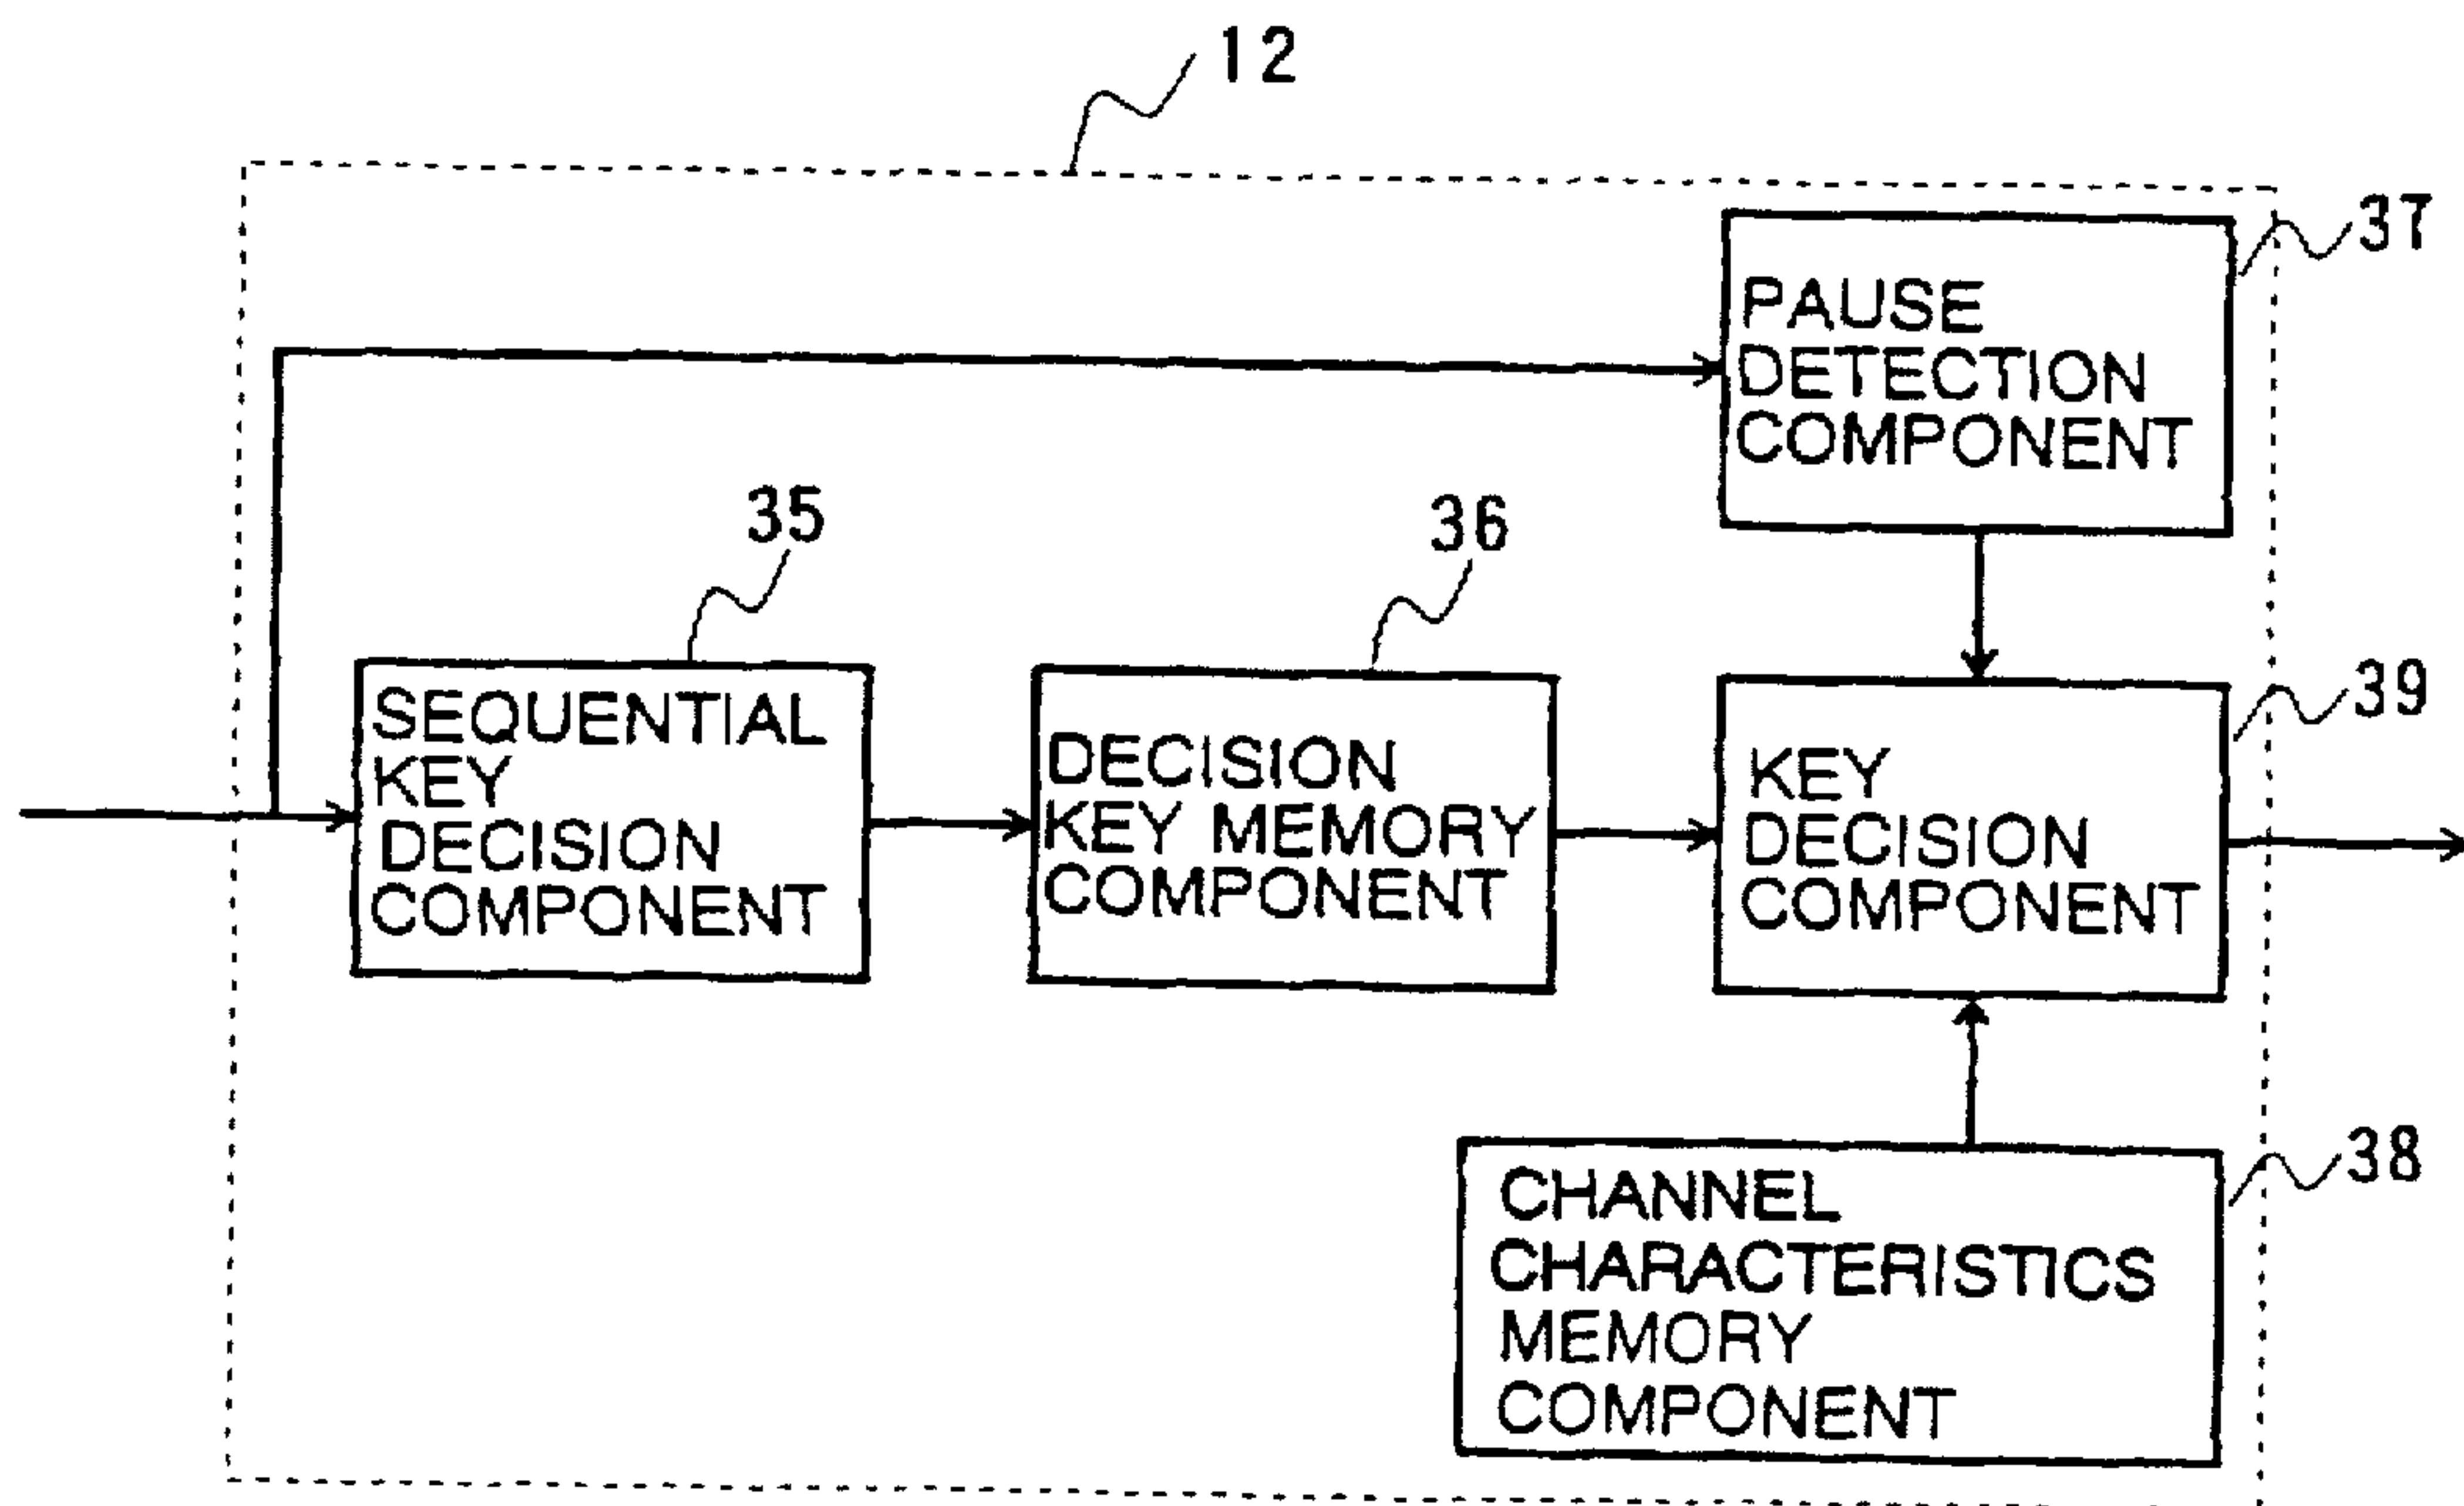 12
37
PAUSE
DETECTION
COMPONENT
35
36
39
SEQUENTIAL
KEY
DECISION
COMPONENT
DECISION
KEY MEMORY
COMPONENT
KEY
DECISION
COMPONENT
38
CHANNEL
CHARACTERISTICS
MEMORY
COMPONENT